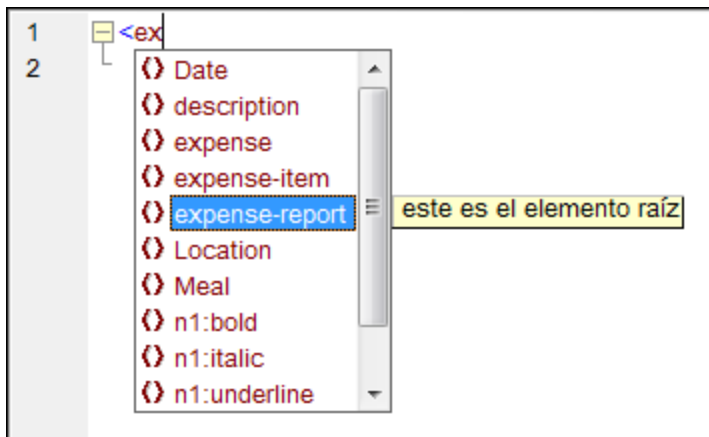 1 <ex
2
Date
description
expense
expense-item
expense-report este es el elemento raíz
Location
Meal
n1:bold
n1:italic
n1:underline